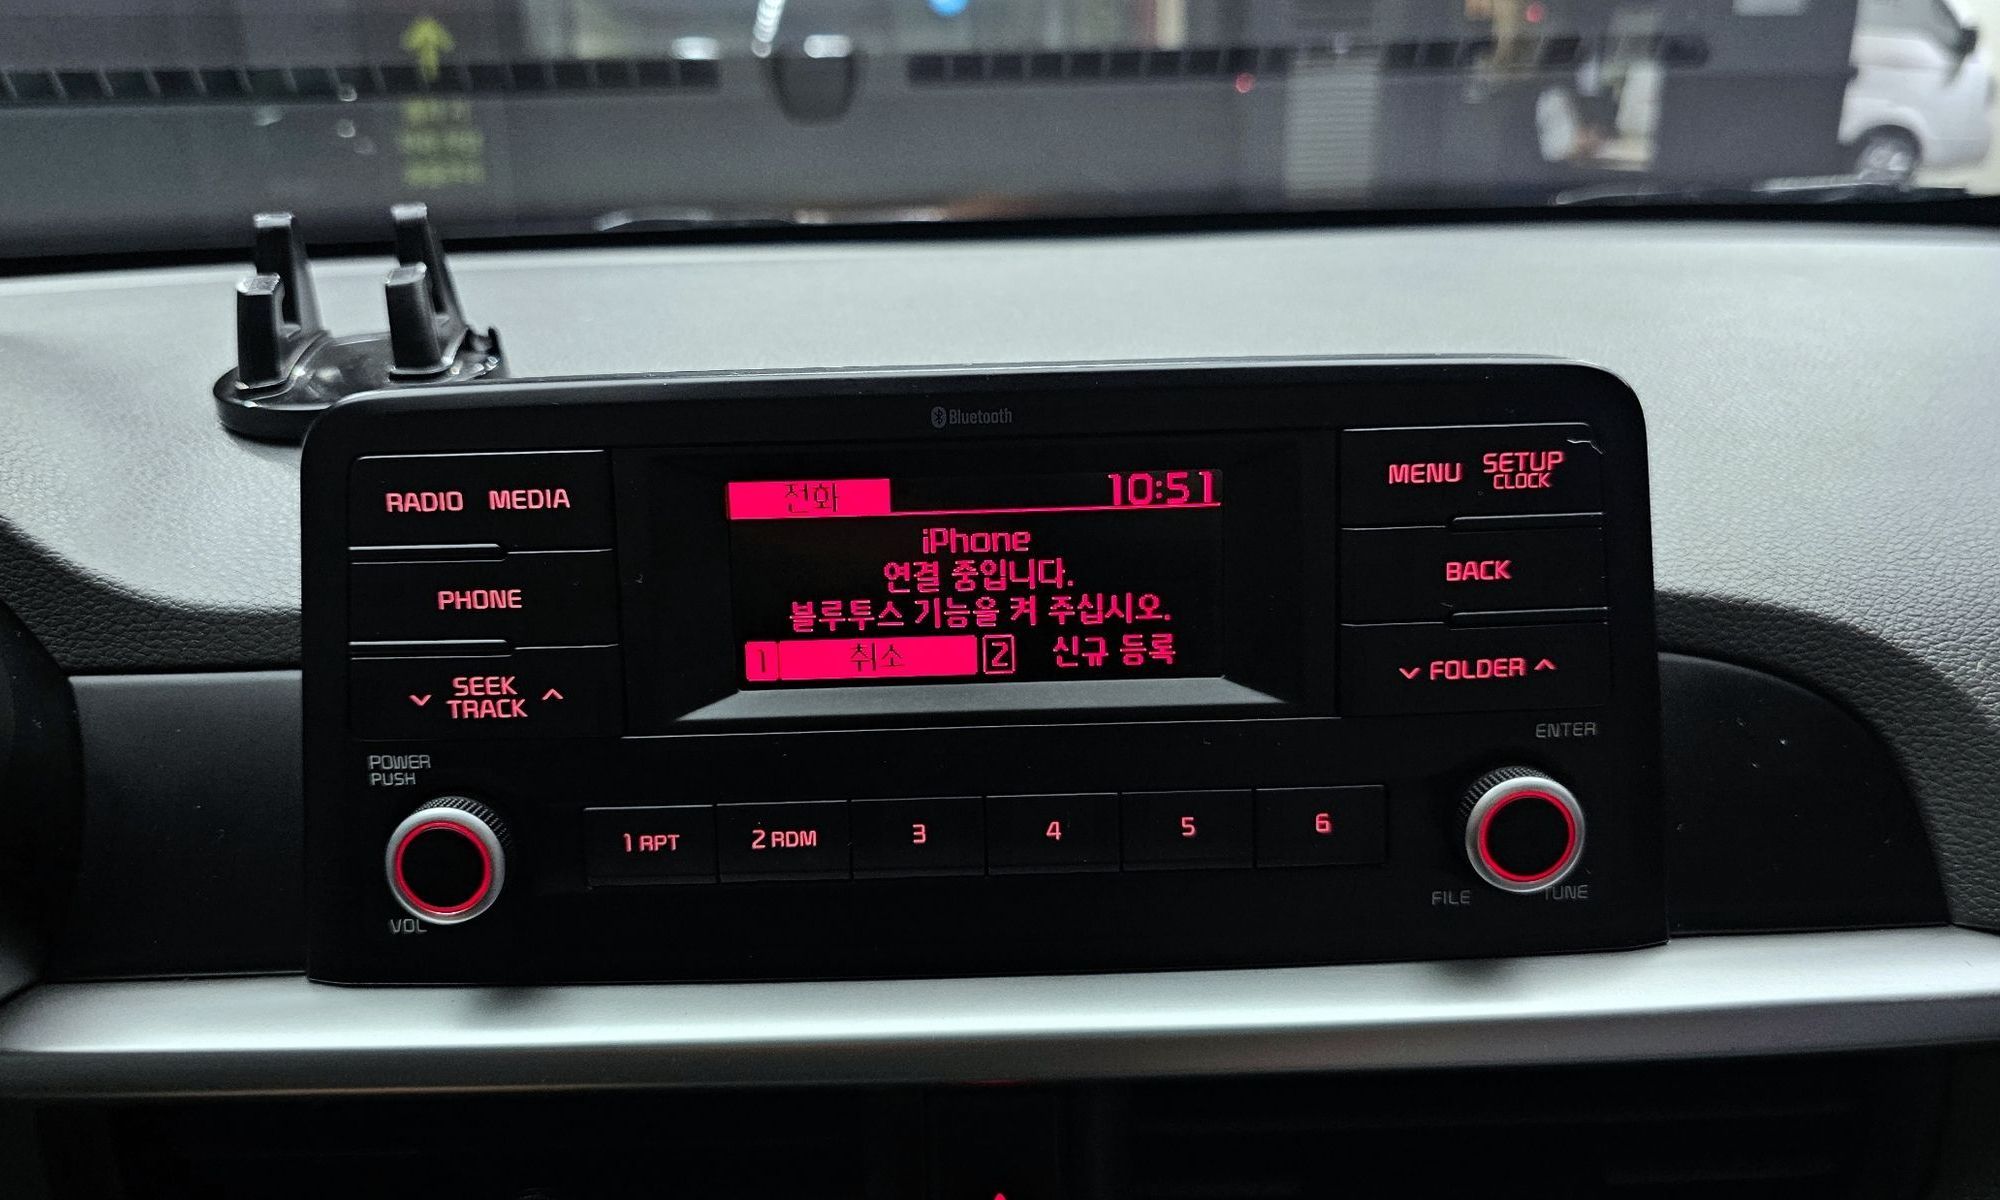 Bluetooth
RADIO MEDIA
PHONE
SEEK
TRACK
POWER
PUSH
VOL
전화 10:51
iPhone
연결 중입니다.
블루투스 기능을 켜 주십시오.
1 취소 2 신규 등록
MENU SETUP
CLOCK
BACK
FOLDER
ENTER
FILE TUNE
1 RPT 2 RDM 3 4 5 6